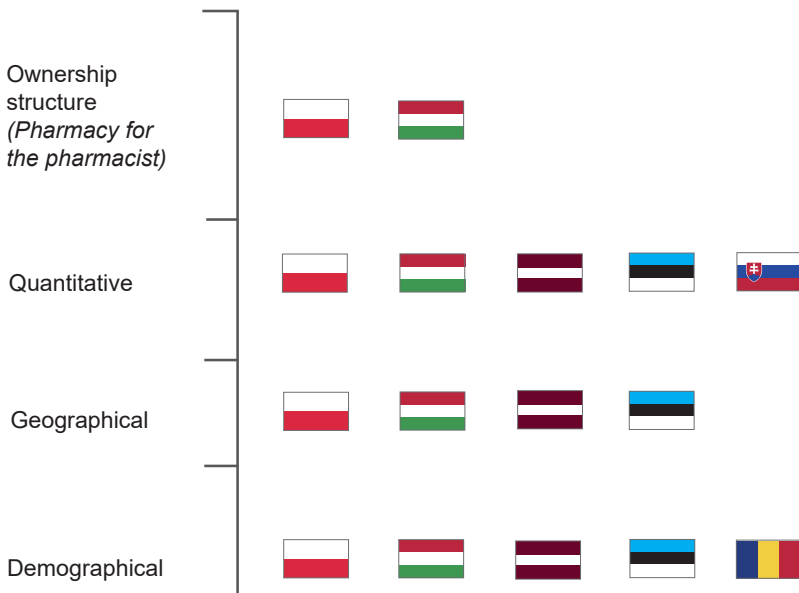 Ownership
structure
(Pharmacy for
the pharmacist)
Quantitative
Geographical
Demographical